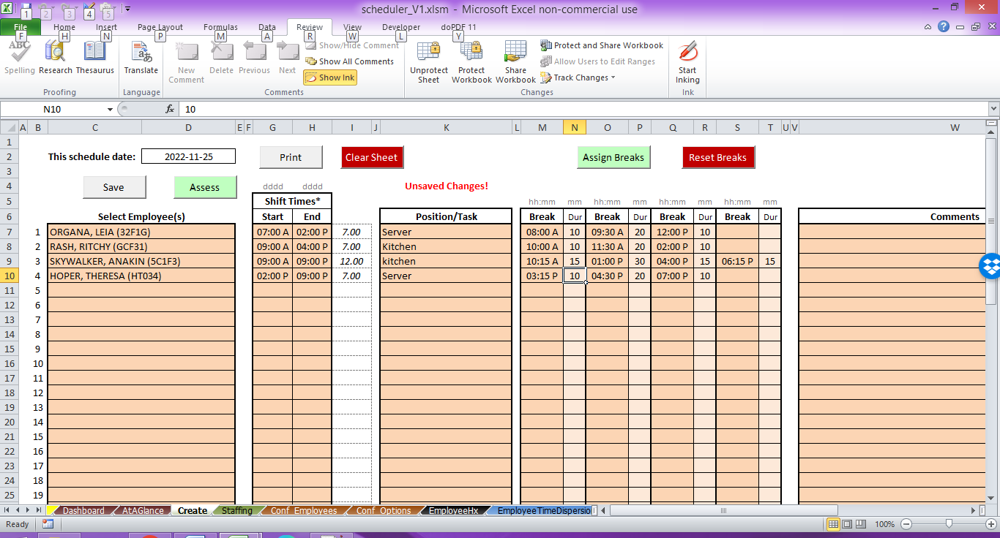 scheduler_V1.xlsm - Microsoft Excel non-commercial use
1 2 3 4 5
File Home Insert Page Layout Formulas Data Review View Developer doPDF 11
F H N P M A R W L Y
ABC
Spelling Research Thesaurus Translate New Comment Delete Previous Next
Show/Hide Comment
Show All Comments
Show Ink
Unprotect Sheet Protect Workbook Share Workbook
Protect and Share Workbook
Allow Users to Edit Ranges
Track Changes
Start Inking
Proofing Language Comments Changes Ink
N10 fx 10
A B C D E F G H I J K L M N O P Q R S T U V W
1
2 This schedule date: 2022-11-25 Print Clear Sheet Assign Breaks Reset Breaks
3
4 Save Assess dddd dddd Unsaved Changes!
5 Shift Times* hh:mm mm hh:mm mm hh:mm mm hh:mm mm
6 Select Employee(s) Start End Position/Task Break Dur Break Dur Break Dur Break Dur Comments
7 1 ORGANA, LEIA (32F1G) 07:00 A 02:00 P 7.00 Server 08:00 A 10 09:30 A 20 12:00 P 10
8 2 RASH, RITCHY (GCF31) 09:00 A 04:00 P 7.00 Kitchen 10:00 A 10 11:30 A 20 02:00 P 10
9 3 SKYWALKER, ANAKIN (5C1F3) 09:00 A 09:00 P 12.00 kitchen 10:15 A 15 01:00 P 30 04:00 P 15 06:15 P 15
10 4 HOPER, THERESA (HT034) 02:00 P 09:00 P 7.00 Server 03:15 P 10 04:30 P 20 07:00 P 10
11 5
12 6
13 7
14 8
15 9
16 10
17 11
18 12
19 13
20 14
21 15
22 16
23 17
24 18
25 19
Dashboard AtAGlance Create Staffing Conf_Employees Conf_Options EmployeeHx EmployeeTimeDispersio
Ready 100%